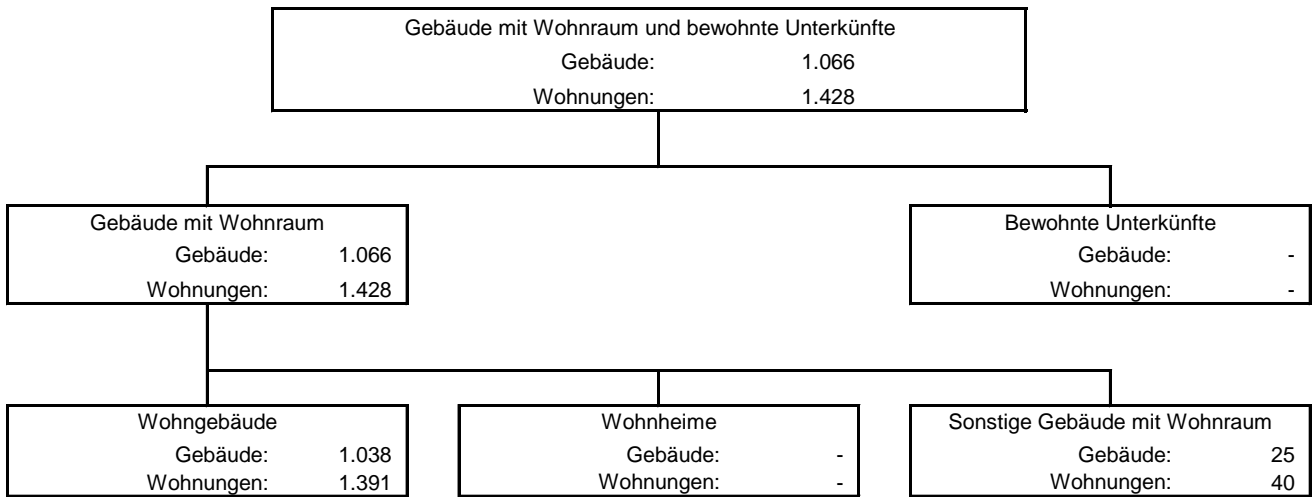 Gebäude mit Wohnraum und bewohnte Unterkünfte
Gebäude: 1.066
Wohnungen: 1.428
Gebäude mit Wohnraum
Gebäude: 1.066
Wohnungen: 1.428
Bewohnte Unterkünfte
Gebäude: -
Wohnungen: -
Wohngebäude
Gebäude: 1.038
Wohnungen: 1.391
Wohnheime
Gebäude: -
Wohnungen: -
Sonstige Gebäude mit Wohnraum
Gebäude: 25
Wohnungen: 40